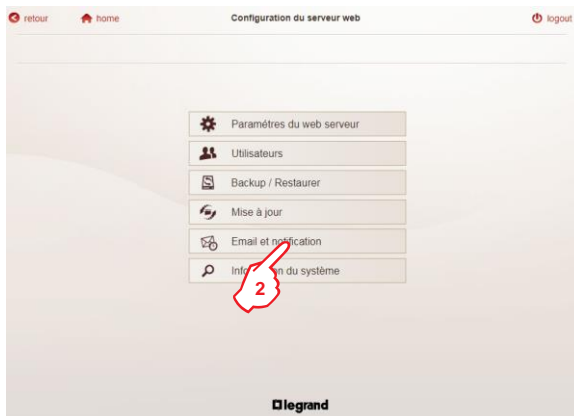 retour home Configuration du serveur web logout
Paramétres du web serveur
Utilisateurs
Backup / Restaurer
Mise à jour
Email et notification
du système
2
legrand